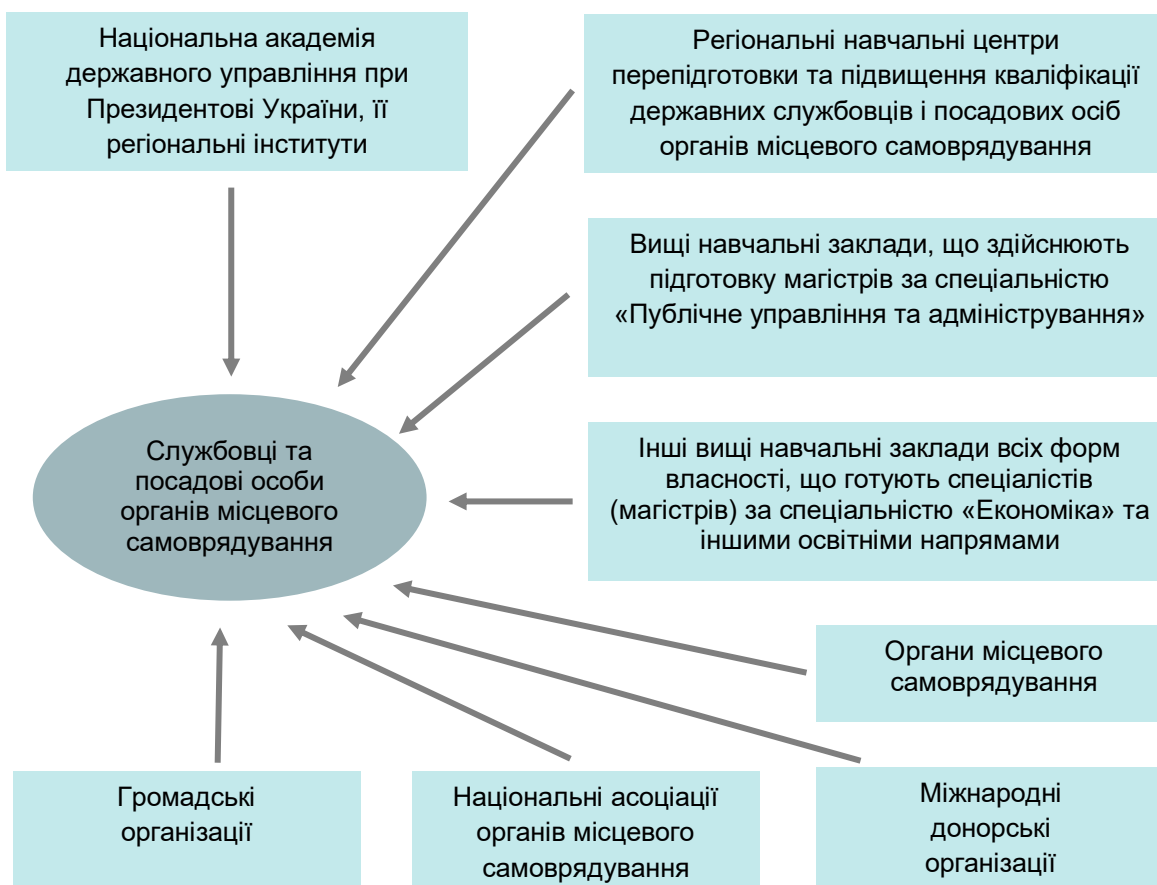 Національна академія
державного управління при
Президентові України, її
регіональні інститути
Регіональні навчальні центри
перепідготовки та підвищення кваліфікації
державних службовців і посадових осіб
органів місцевого самоврядування
Вищі навчальні заклади, що здійснюють
підготовку магістрів за спеціальністю
«Публічне управління та адміністрування»
Службовці та
посадові особи
органів місцевого
самоврядування
Інші вищі навчальні заклади всіх форм
власності, що готують спеціалістів
(магістрів) за спеціальністю «Економіка» та
іншими освітніми напрямами
Органи місцевого
самоврядування
Громадські
організації
Національні асоціації
органів місцевого
самоврядування
Міжнародні
донорські
організації